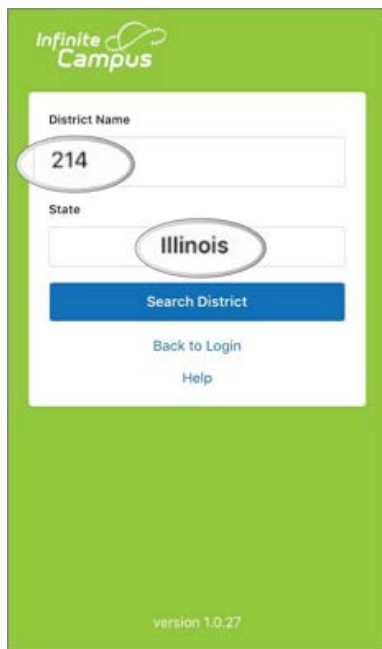 Infinite
Campus
District Name
214
State
Illinois
Search District
Back to Login
Help
version 1.0.27